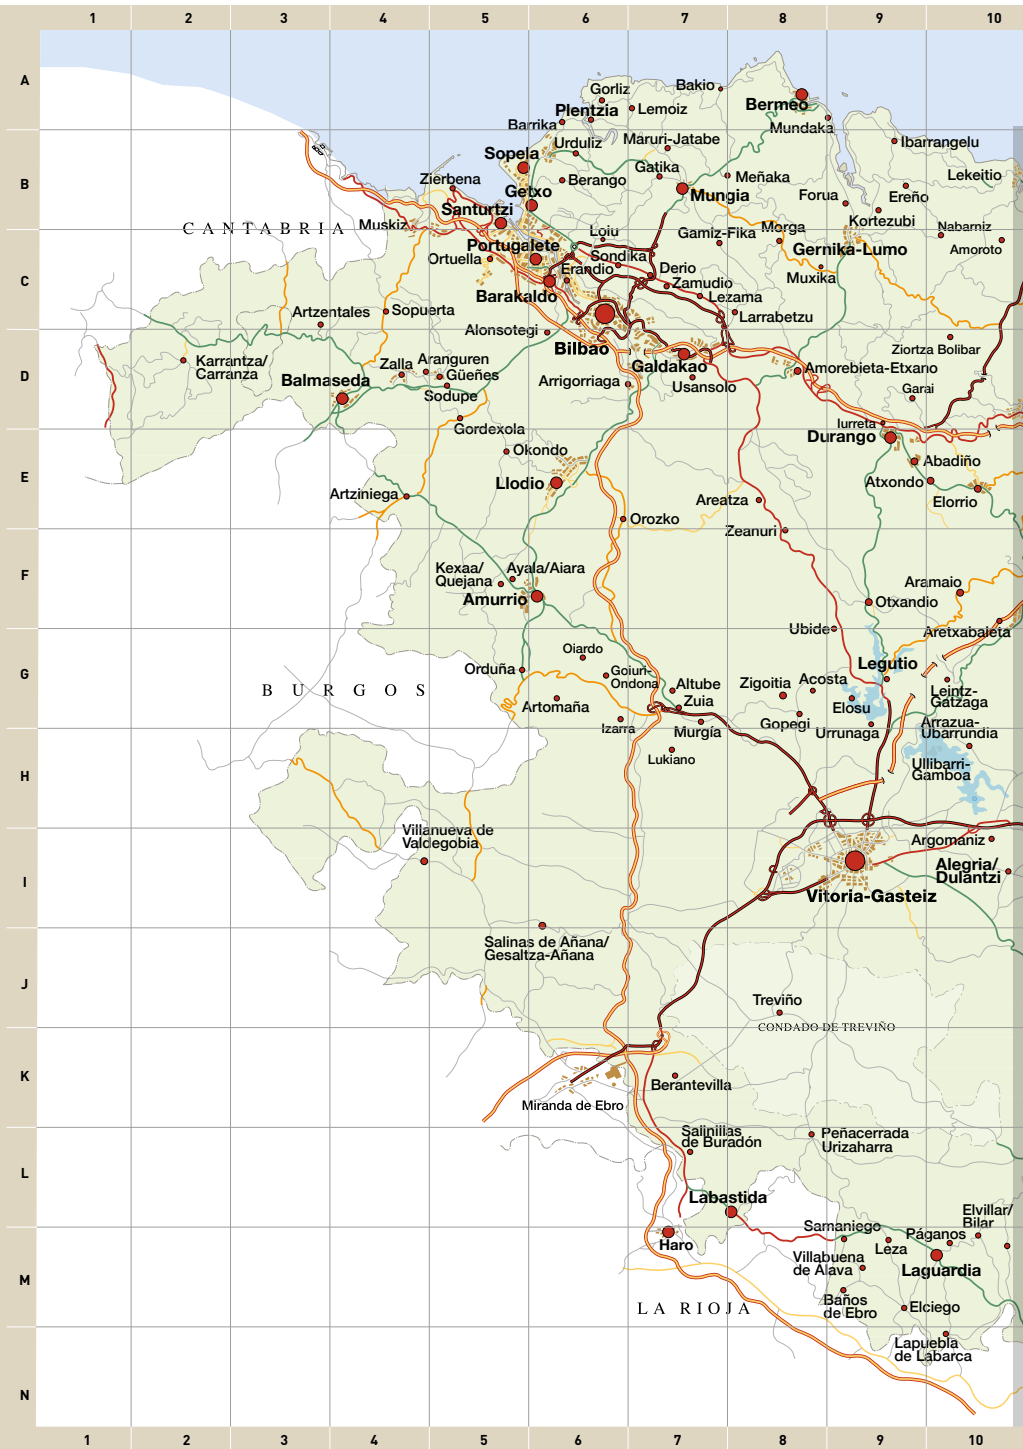 1 2 3 4 5 6 7 8 9 10
A
Gorliz
Bakio
Plentzia
Lemoiz
Bermeo
Barrika
Mundaka
Urduliz
Maruri-Jatabe
Ibarrangelu
Sopela
B
Zierbena
Berango
Gatika
Meñaka
Lekeitio
Getxo
Mungia
Forua
Ereño
Santurtzi
CANTABRIA
Muskiz
Loiu
Gamiz-Fika
Morga
Kortezubi
Nabarniz
Portugalete
Gernika-Lumo
Amoroto
Ortuella
Sondika
Erandio
Derio
C
Muxika
Zamudio
Barakaldo
Lezama
Artzentales
Sopuerta
Larrabetzu
Alonsotegi
Bilbao
Ziortza Bolibar
Karrantza/
Carranza
Zalla
Aranguren
Galdakao
Amorebieta-Etxano
D
Balmaseda
Güeñes
Arrigorriaga
Usansolo
Garai
Sodupe
Gordexola
Iurreta
Durango
Okondo
Abadiño
E
Llodio
Atxondo
Artziniega
Areatza
Elorrio
Orozko
Zeanuri
F
Kexaa/
Quejana
Ayala/Aiara
Aramaio
Amurrio
Otxandio
Ubide
Aretxabaleta
Oiardo
Legutio
G
Orduña
Goiuri-
Ondona
Altube
Zigoitia
Acosta
Leintz-
Gatzaga
BURGOS
Artomaña
Zuia
Elosu
Izarra
Murgía
Gopegi
Urrunaga
Arrazua-
Ubarrundia
Lukiano
H
Ullibarri-
Gamboa
Villanueva de
Valdegobia
Argomaniz
I
Alegria/
Dulantzi
Vitoria-Gasteiz
Salinas de Añana/
Gesaltza-Añana
J
Treviño
CONDADO DE TREVIÑO
K
Berantevilla
Miranda de Ebro
Salinillas
de Buradón
Peñacerrada
Urizaharra
L
Labastida
Elvillar/
Bilar
Samaniego
Páganos
Haro
Leza
Villabuena
de Álava
M
Laguardia
LA RIOJA
Baños
de Ebro
Elciego
Lapuebla
de Labarca
N
1 2 3 4 5 6 7 8 9 10